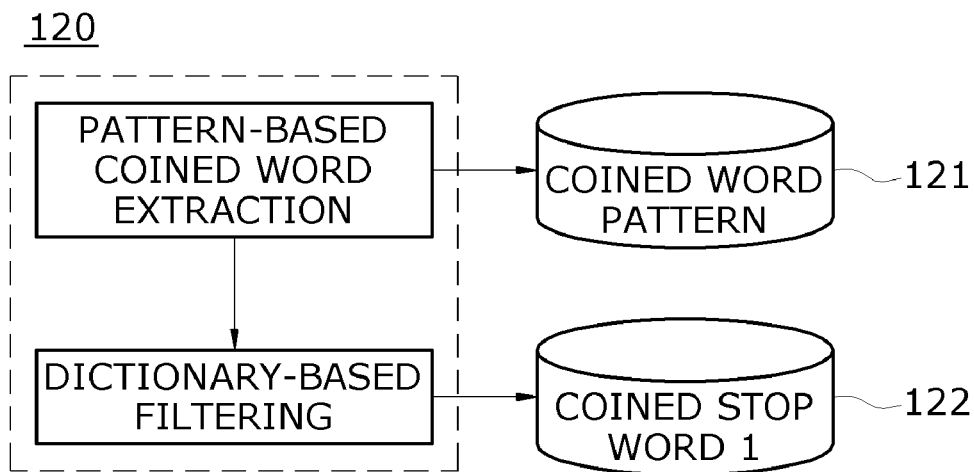 120
PATTERN-BASED
COINED WORD
EXTRACTION
COINED WORD
PATTERN
121
DICTIONARY-BASED
FILTERING
COINED STOP
WORD 1
122